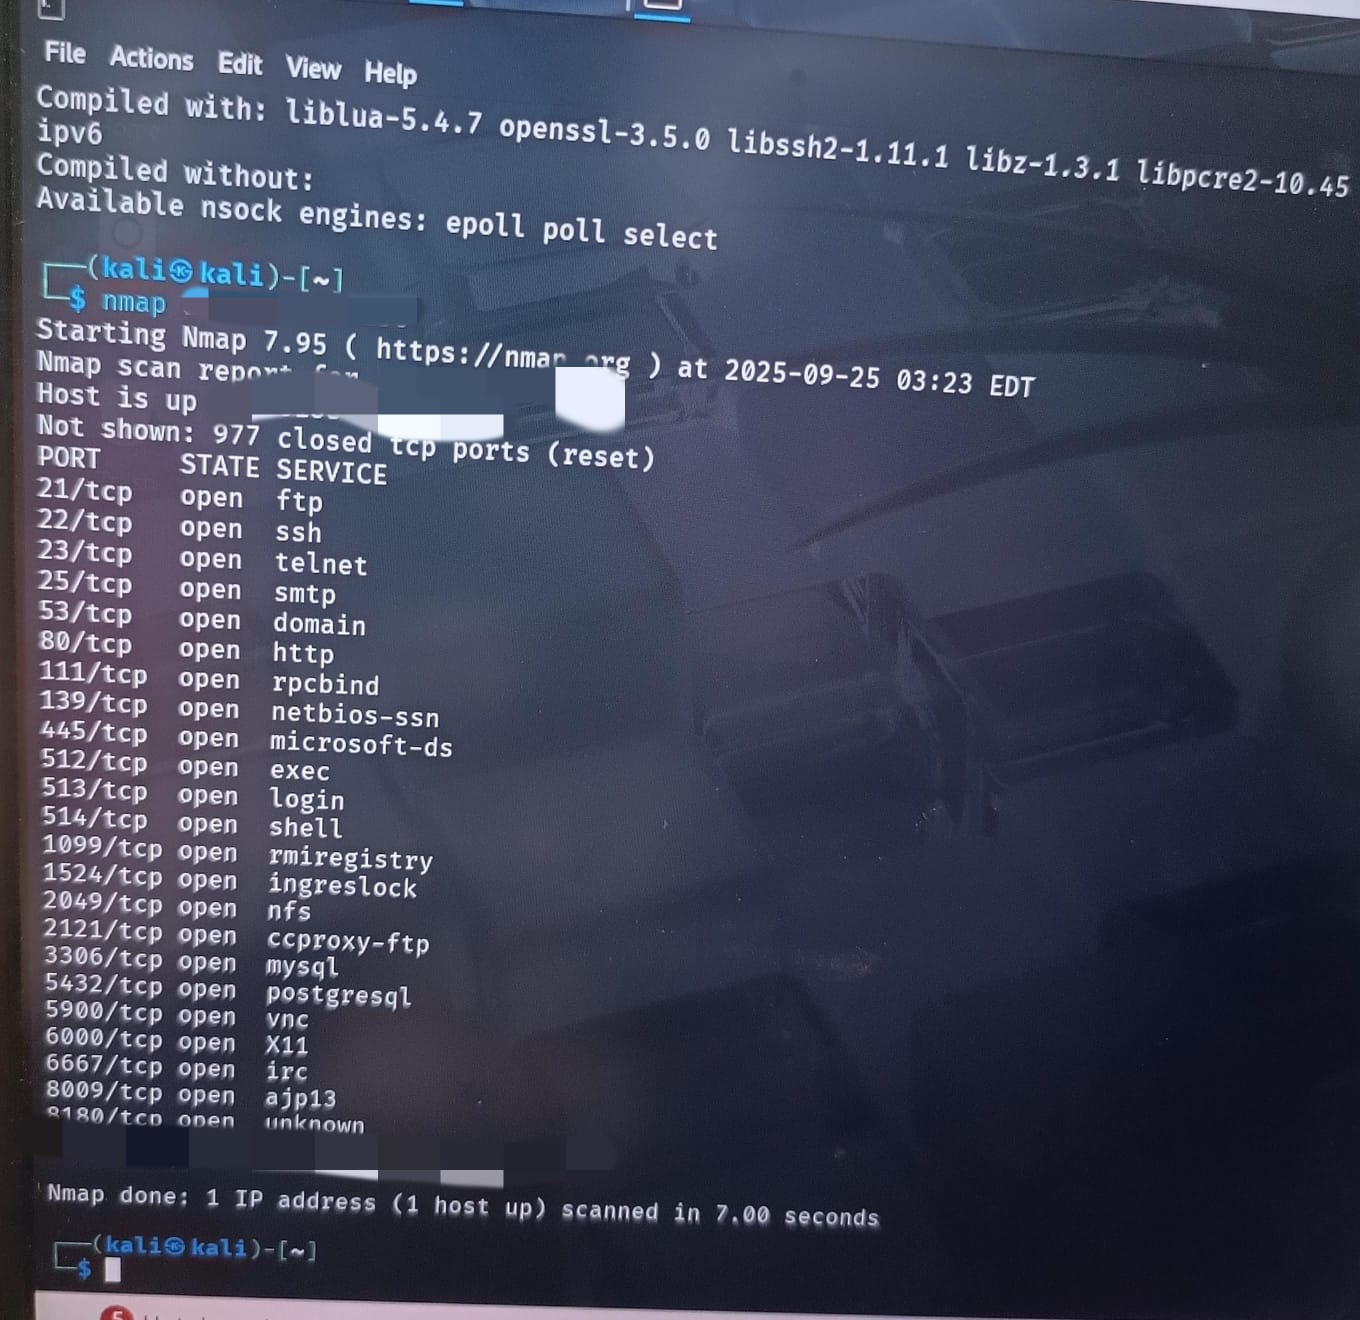 File Actions Edit View Help
Compiled with: liblua-5.4.7 openssl-3.5.0 libssh2-1.11.1 libz-1.3.1 libpcre2-10.45
ipv6
Compiled without:
Available nsock engines: epoll poll select
(kali㉿kali)-[~]
$ nmap
Starting Nmap 7.95 ( https://nmap.org ) at 2025-09-25 03:23 EDT
Nmap scan report for
Host is up
Not shown: 977 closed tcp ports (reset)
PORT STATE SERVICE
21/tcp open ftp
22/tcp open ssh
23/tcp open telnet
25/tcp open smtp
53/tcp open domain
80/tcp open http
111/tcp open rpcbind
139/tcp open netbios-ssn
445/tcp open microsoft-ds
512/tcp open exec
513/tcp open login
514/tcp open shell
1099/tcp open rmiregistry
1524/tcp open ingreslock
2049/tcp open nfs
2121/tcp open ccproxy-ftp
3306/tcp open mysql
5432/tcp open postgresql
5900/tcp open vnc
6000/tcp open X11
6667/tcp open irc
8009/tcp open ajp13
8180/tcp open unknown
Nmap done: 1 IP address (1 host up) scanned in 7.00 seconds
(kali㉿kali)-[~]
$